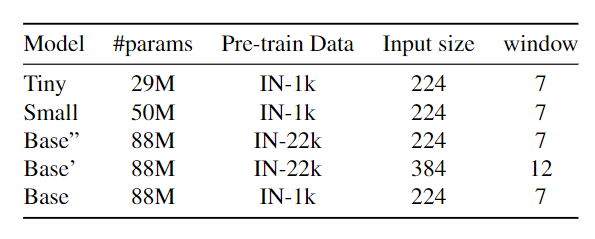 Model #params Pre-train Data Input size window
Tiny 29M IN-1k 224 7
Small 50M IN-1k 224 7
Base” 88M IN-22k 224 7
Base’ 88M IN-22k 384 12
Base 88M IN-1k 224 7